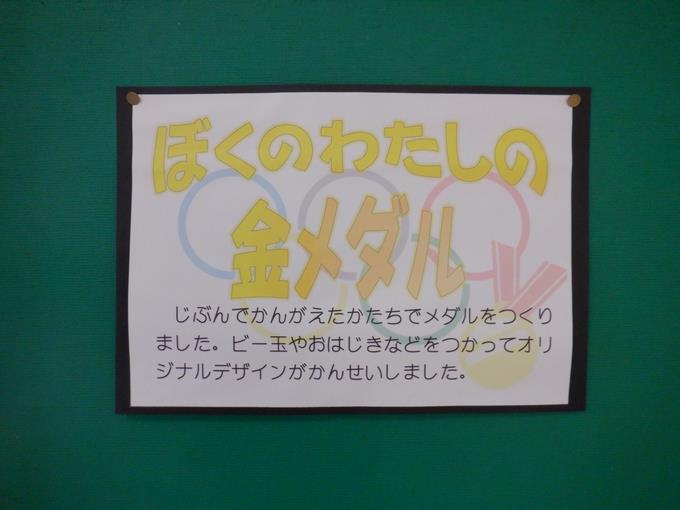 ぼくのわたしの
金メダル
じぶんでかんがえたかたちでメダルをつくり
ました。ビー玉やおはじきなどをつかってオリ
ジナルデザインがかんせいしました。